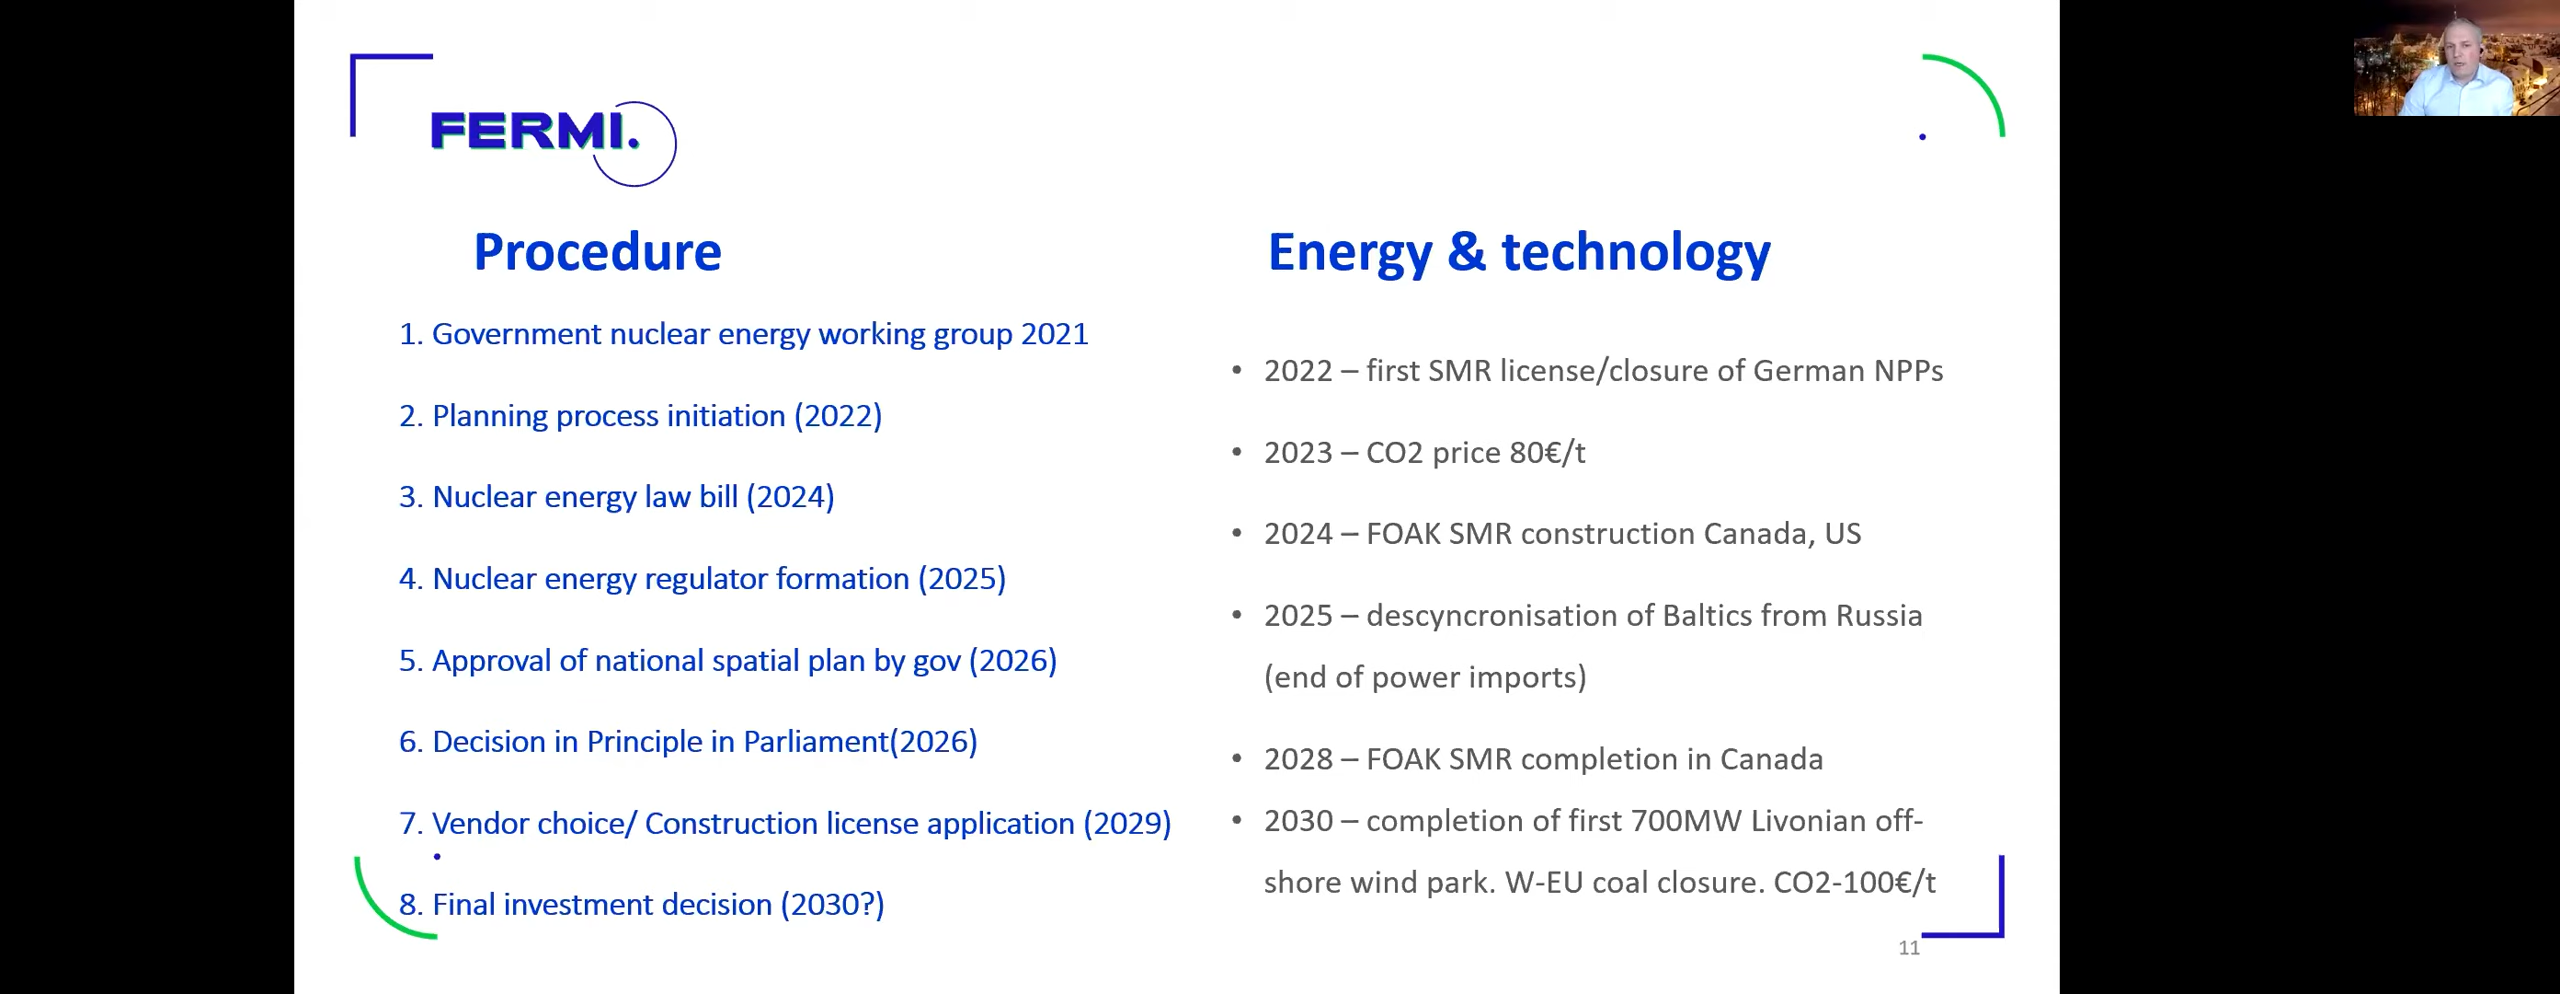 FERMI.
Procedure
1. Government nuclear energy working group 2021
2. Planning process initiation (2022)
3. Nuclear energy law bill (2024)
4. Nuclear energy regulator formation (2025)
5. Approval of national spatial plan by gov (2026)
6. Decision in Principle in Parliament(2026)
7. Vendor choice/ Construction license application (2029)
8. Final investment decision (2030?)
Energy & technology
• 2022 – first SMR license/closure of German NPPs
• 2023 – CO2 price 80€/t
• 2024 – FOAK SMR construction Canada, US
• 2025 – descyncronisation of Baltics from Russia
(end of power imports)
• 2028 – FOAK SMR completion in Canada
• 2030 – completion of first 700MW Livonian off-
shore wind park. W-EU coal closure. CO2-100€/t
11